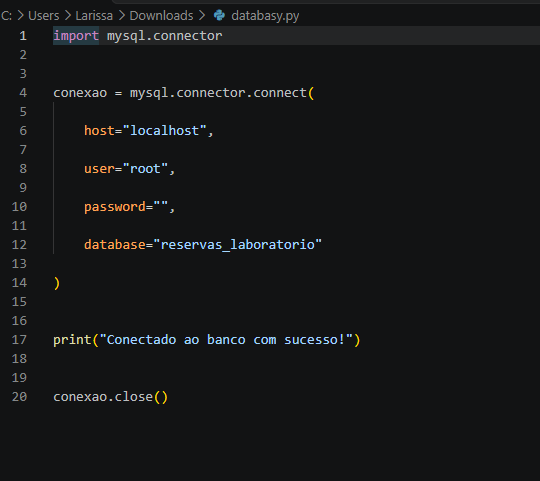 C: > Users > Larissa > Downloads > databasy.py
1 import mysql.connector
2
3
4 conexao = mysql.connector.connect(
5
6 host="localhost",
7
8 user="root",
9
10 password="",
11
12 database="reservas_laboratorio"
13
14 )
15
16
17 print("Conectado ao banco com sucesso!")
18
19
20 conexao.close()